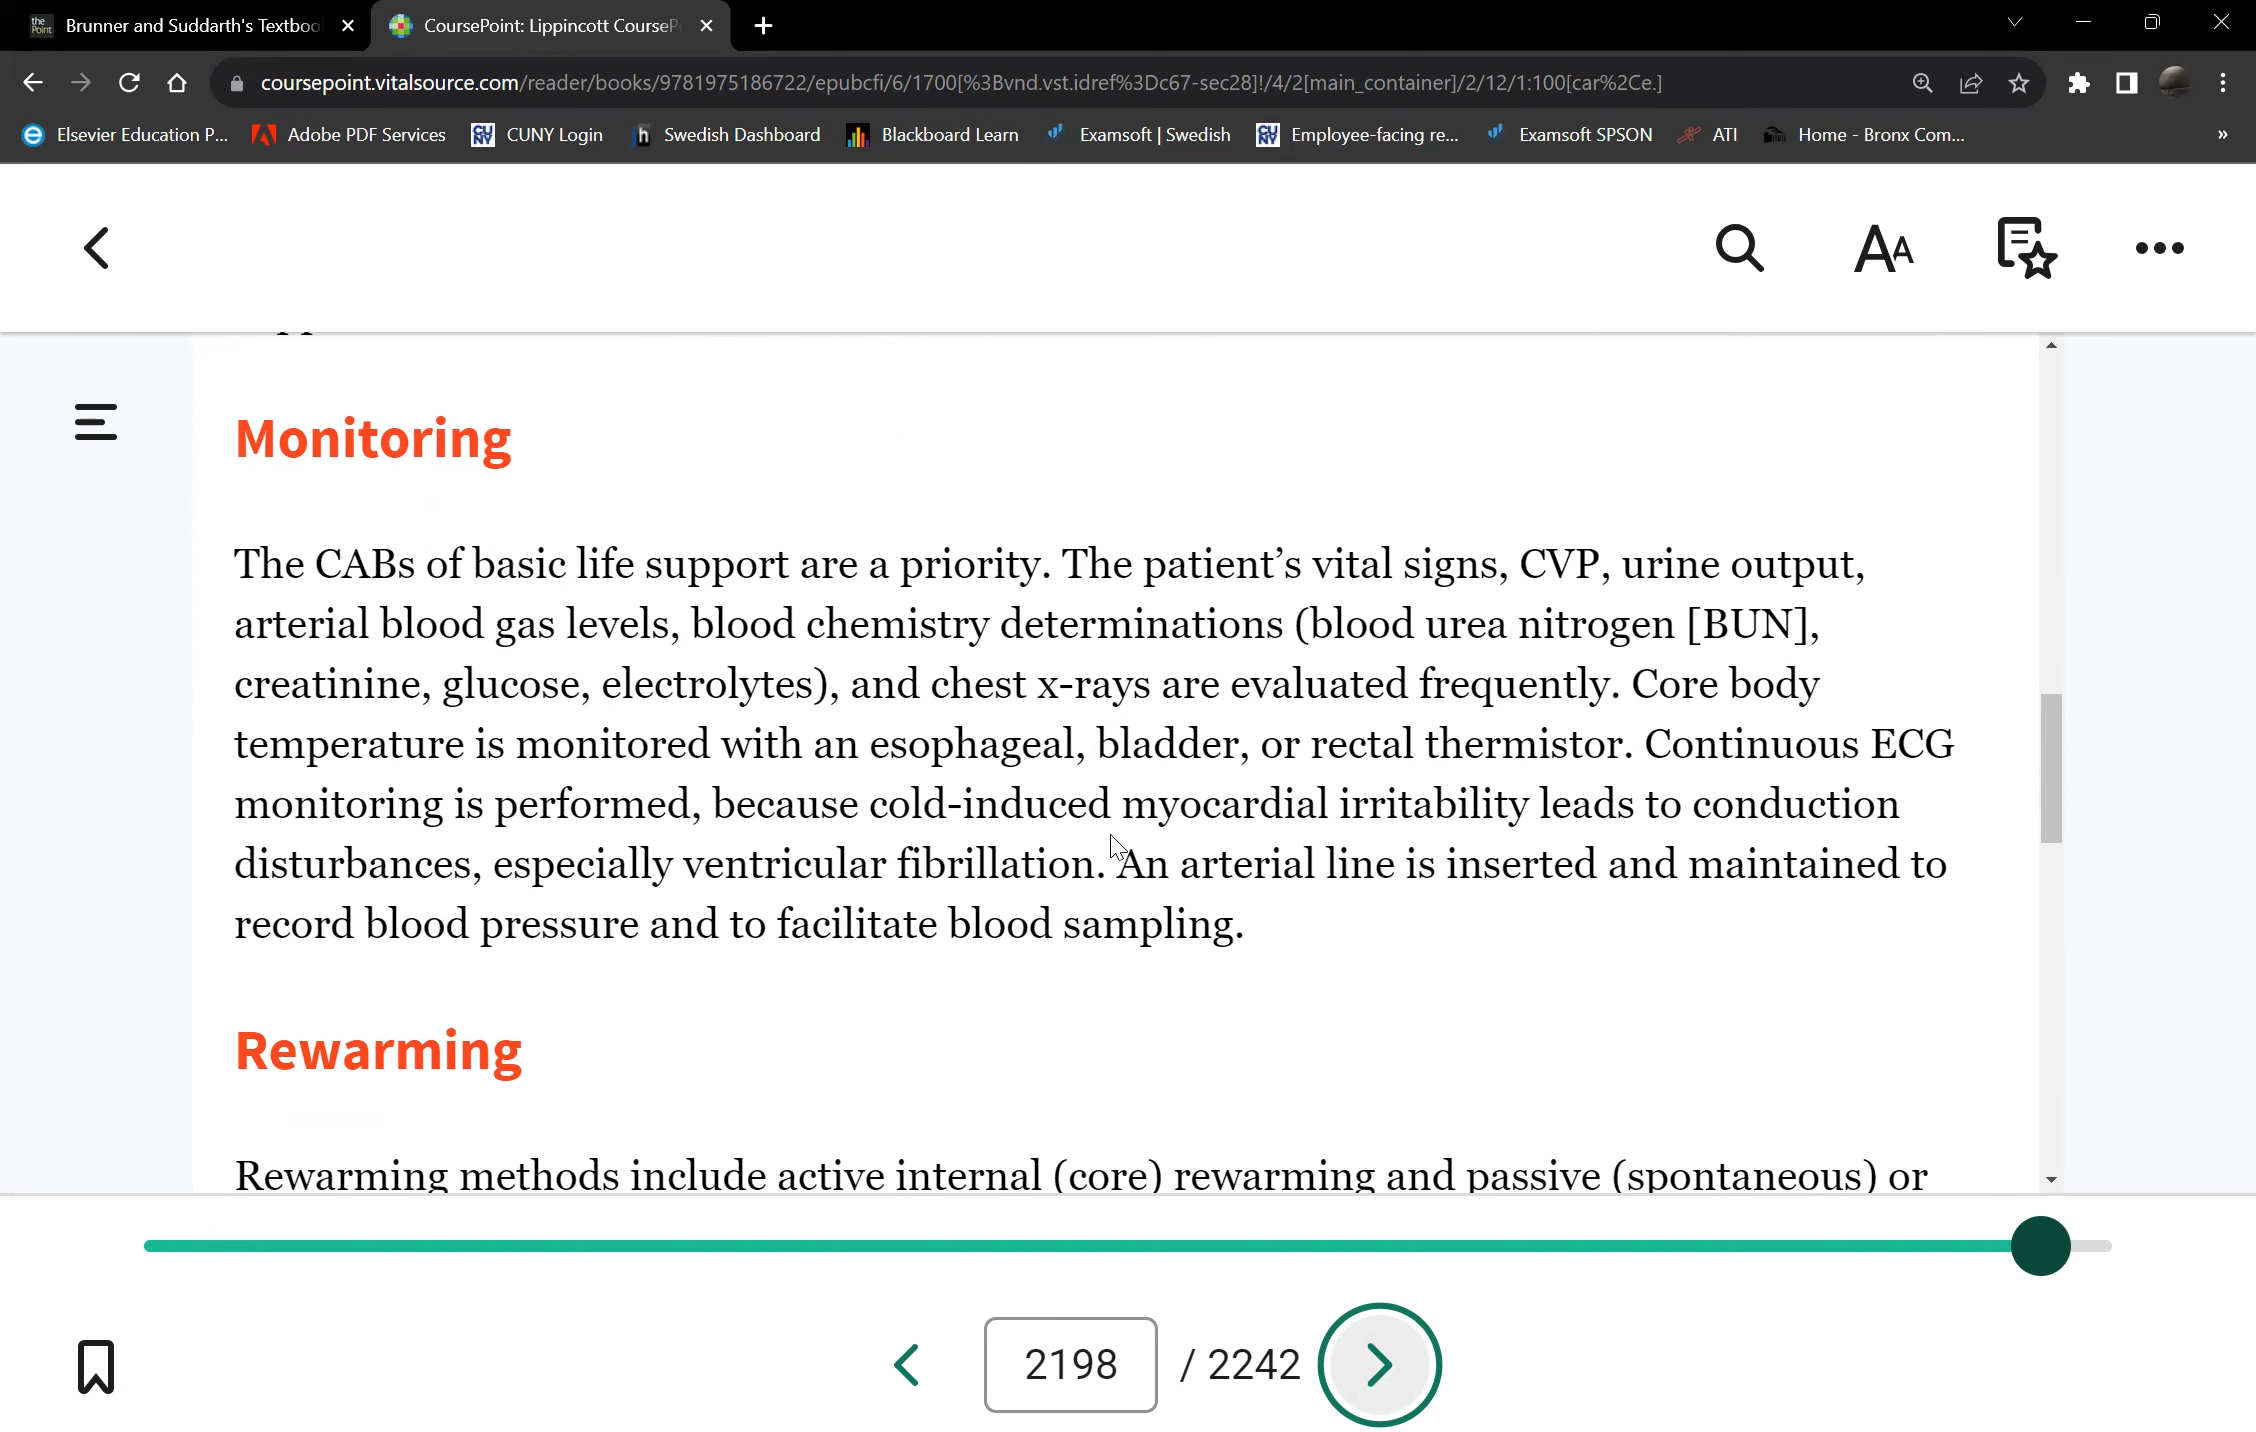 the Point
Brunner and Suddarth's Textboo
CoursePoint: Lippincott CourseP
coursepoint.vitalsource.com/reader/books/9781975186722/epubcfi/6/1700[%3Bvnd.vst.idref%3Dc67-sec28]!/4/2[main_container]/2/12/1:100[car%2Ce.]
Elsevier Education P...
Adobe PDF Services
CU NY CUNY Login
h Swedish Dashboard
Blackboard Learn
Examsoft | Swedish
CU NY Employee-facing re...
Examsoft SPSON
ATI
Home - Bronx Com...
»
AA
Monitoring
The CABs of basic life support are a priority. The patient’s vital signs, CVP, urine output,
arterial blood gas levels, blood chemistry determinations (blood urea nitrogen [BUN],
creatinine, glucose, electrolytes), and chest x-rays are evaluated frequently. Core body
temperature is monitored with an esophageal, bladder, or rectal thermistor. Continuous ECG
monitoring is performed, because cold-induced myocardial irritability leads to conduction
disturbances, especially ventricular fibrillation. An arterial line is inserted and maintained to
record blood pressure and to facilitate blood sampling.
Rewarming
Rewarming methods include active internal (core) rewarming and passive (spontaneous) or
2198 / 2242